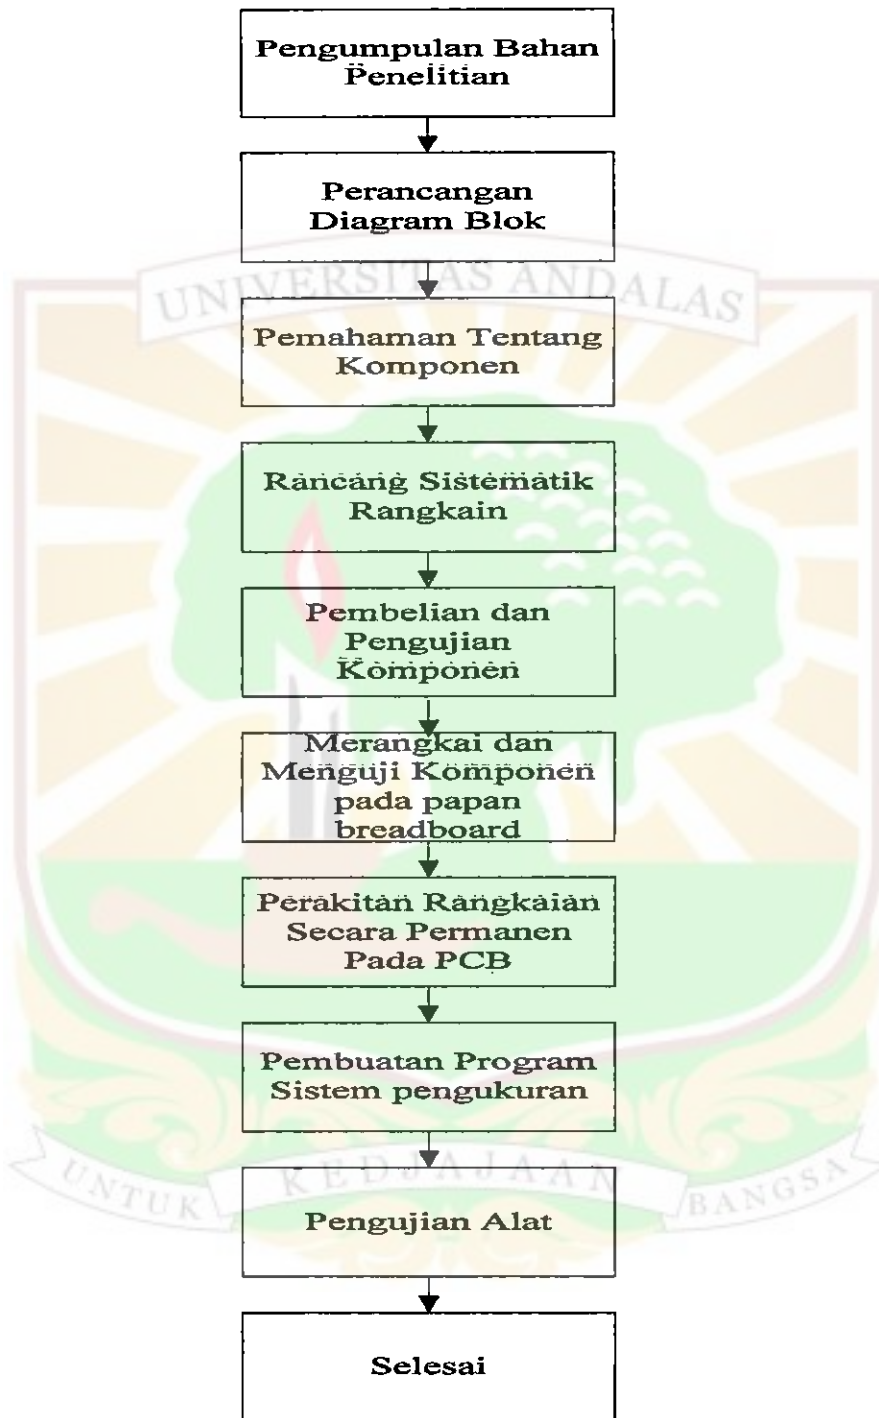 Pengumpulan Bahan
Penelitian
Perancangan
Diagram Blok
UNIVERSITAS ANDALAS
Pemahaman Tentang
Komponen
Rancang Sistematik
Rangkain
Pembelian dan
Pengujian
Komponen
Merangkai dan
Menguji Komponen
pada papan
breadboard
Perakitan Rangkaian
Secara Permanen
Pada PCB
Pembuatan Program
Sistem pengukuran
UNTUK KEDJAJAAN BANGSA
Pengujian Alat
Selesai